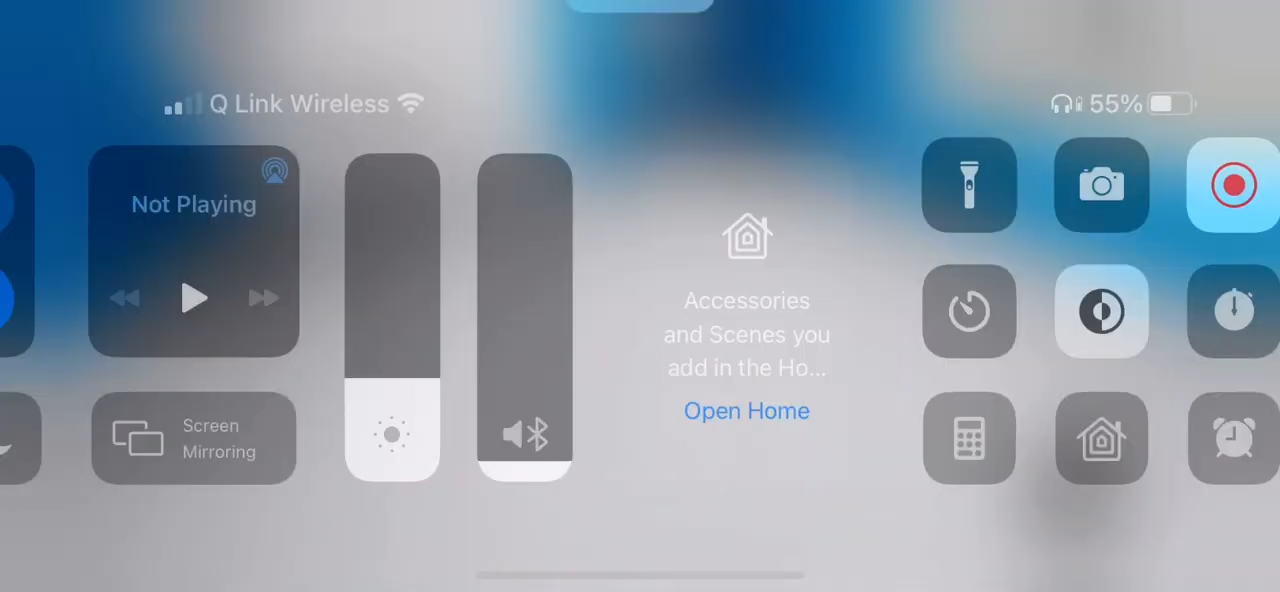 Q Link Wireless
55%
Not Playing
Screen
Mirroring
Accessories
and Scenes you
add in the Ho...
Open Home